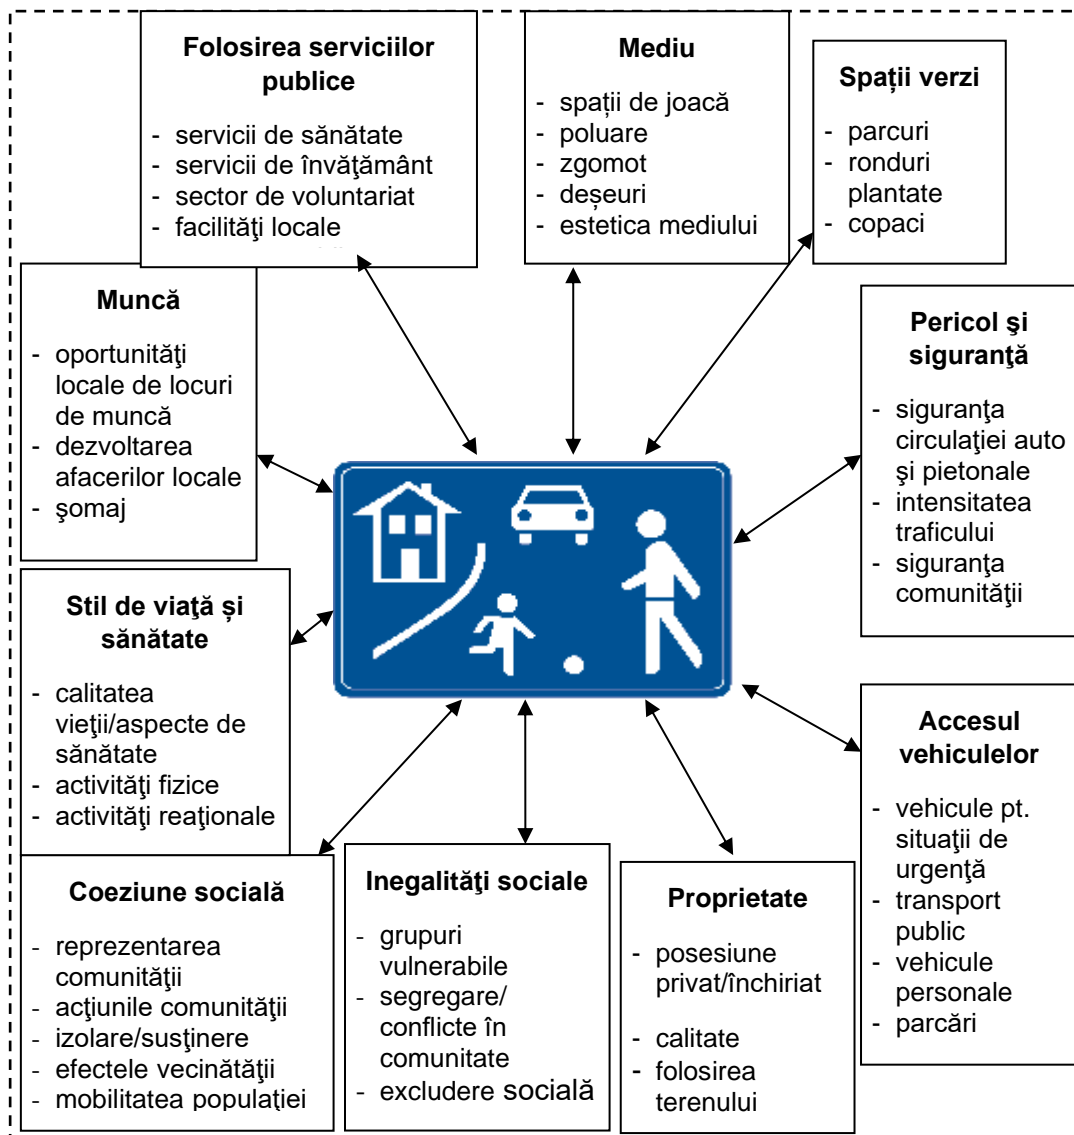 Folosirea serviciilor
publice
- servicii de sănătate
- servicii de învăţământ
- sector de voluntariat
- facilităţi locale
Mediu
- spații de joacă
- poluare
- zgomot
- deșeuri
- estetica mediului
Spații verzi
- parcuri
- ronduri
plantate
- copaci
Muncă
- oportunităţi
locale de locuri
de muncă
- dezvoltarea
afacerilor locale
- şomaj
Pericol şi
siguranţă
- siguranţa
circulaţiei auto
şi pietonale
- intensitatea
traficului
- siguranţa
comunităţii
Stil de viaţă și
sănătate
- calitatea
vieţii/aspecte de
sănătate
- activităţi fizice
- activităţi reaţionale
Accesul
vehiculelor
- vehicule pt.
situaţii de
urgenţă
- transport
public
- vehicule
personale
- parcări
Coeziune socială
- reprezentarea
comunităţii
- acţiunile comunităţii
- izolare/susţinere
- efectele vecinătăţii
- mobilitatea populaţiei
Inegalităţi sociale
- grupuri
vulnerabile
- segregare/
conflicte în
comunitate
- excludere socială
Proprietate
- posesiune
privat/închiriat
- calitate
- folosirea
terenului